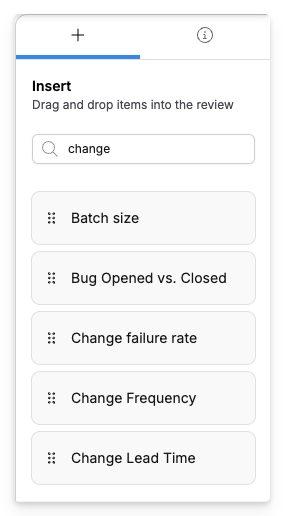 Insert
Drag and drop items into the review
change
Batch size
Bug Opened vs. Closed
Change failure rate
Change Frequency
Change Lead Time